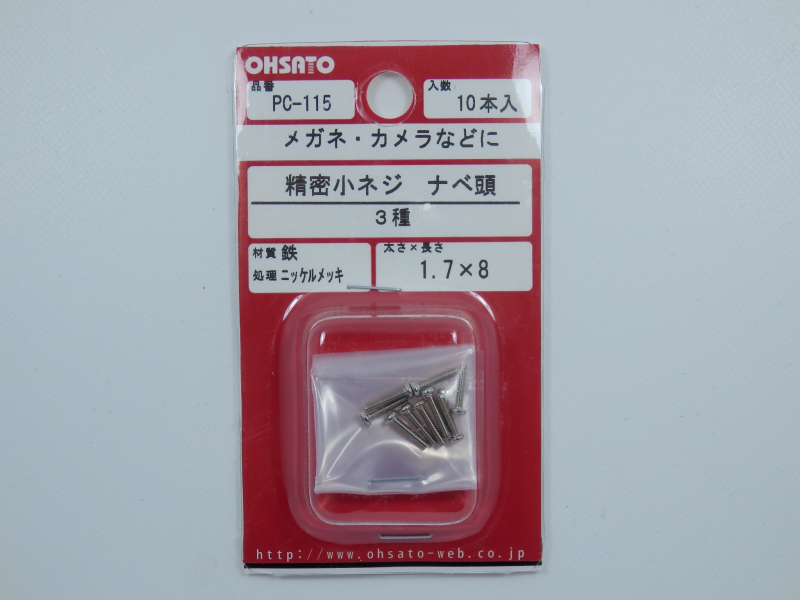 OHSATO
品番 PC-115
入数 10本入
メガネ・カメラなどに
精密小ネジ ナベ頭
3種
材質 鉄
処理 ニッケルメッキ
太さ×長さ
1.7×8
http://www.ohsato-web.co.jp